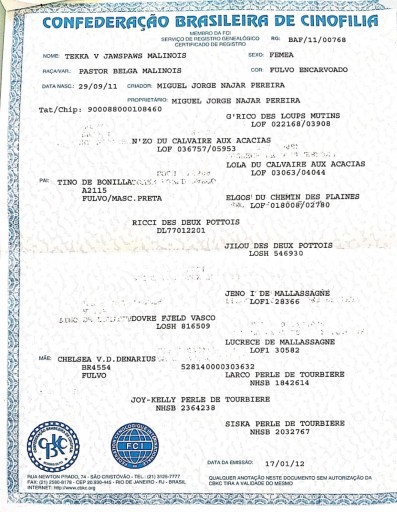 CONFEDERAÇÃO BRASILEIRA DE CINOFILIA
MEMBRO DA FCI
SERVIÇO DE REGISTRO GENEALÓGICO RG: BAF/11/00768
CERTIFICADO DE REGISTRO
NOME: TEKKA V JAWSPAWS MALINOIS SEXO: FEMEA
RAÇA/VAR.: PASTOR BELGA MALINOIS COR: FULVO ENCARVOADO
DATA NASC.: 29/09/11 CRIADOR: MIGUEL JORGE NAJAR PEREIRA
PROPRIETÁRIO: MIGUEL JORGE NAJAR PEREIRA
Tat/Chip: 900088000108460
G'RICO DES LOUPS MUTINS
LOF 022168/03908
N'ZO DU CALVAIRE AUX ACACIAS
LOF 036757/05953
LOLA DU CALVAIRE AUX ACACIAS
LOF 03063/04044
PAI: TINO DE BONILLA
A2115
FULVO/MASC.PRETA
ELGOS DU CHEMIN DES PLAINES
LOF 018008/02780
RICCI DES DEUX POTTOIS
DL77012201
JILOU DES DEUX POTTOIS
LOSH 546930
JENO I DE MALLASSAGNE
LOF1 28366
DOVRE FJELD VASCO
LOSH 816509
LUCRECE DE MALLASSAGNE
LOF1 30582
MÃE: CHELSEA V.D.DENARIUS
BR4554 528140000303632
FULVO
LARCO PERLE DE TOURBIERE
NHSB 1842614
JOY-KELLY PERLE DE TOURBIERE
NHSB 2364238
SISKA PERLE DE TOURBIERE
NHSB 2032767
CBKC
FCI
DATA DA EMISSÃO: 17/01/12
RUA NEWTON PRADO, 74 - SÃO CRISTÓVÃO - TEL.: (21) 3125-7777
FAX: (21) 2580-8178 - CEP 20.930-445 - RIO DE JANEIRO - RJ - BRASIL
INTERNET: http://www.cbkc.org
QUALQUER ANOTAÇÃO NESTE DOCUMENTO SEM AUTORIZAÇÃO DA
CBKC TIRA A VALIDADE DO MESMO